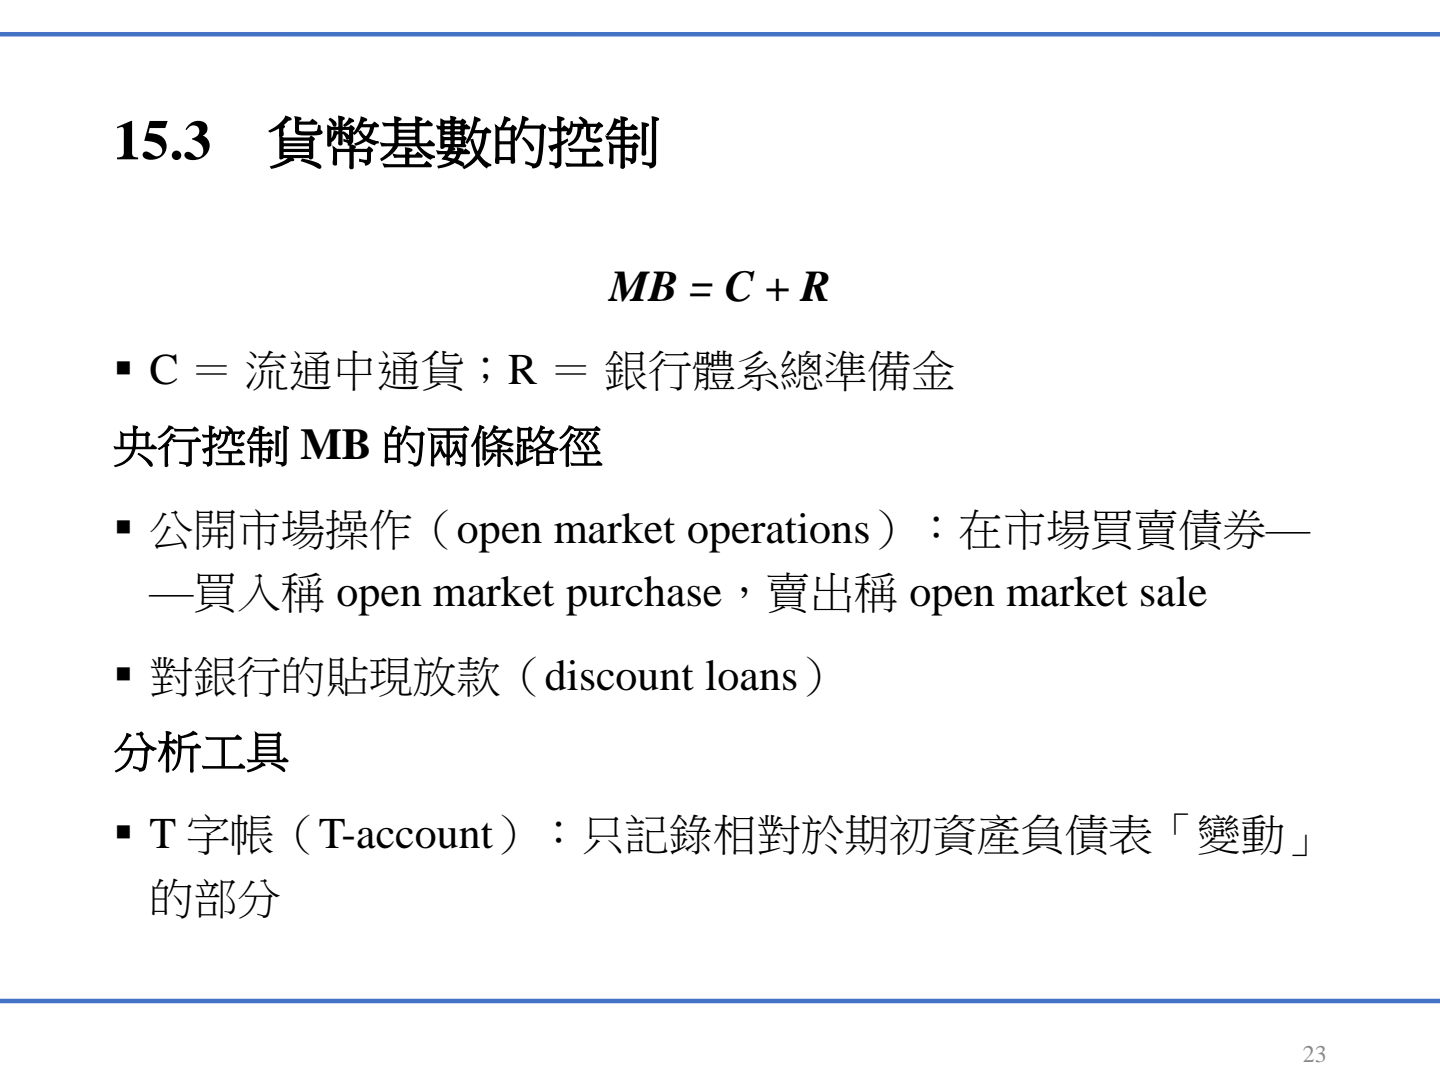 15.3　貨幣基數的控制
MB = C + R
▪ C ＝ 流通中通貨；R ＝ 銀行體系總準備金
央行控制 MB 的兩條路徑
▪ 公開市場操作（open market operations）：在市場買賣債券—
—買入稱 open market purchase，賣出稱 open market sale
▪ 對銀行的貼現放款（discount loans）
分析工具
▪ T 字帳（T-account）：只記錄相對於期初資產負債表「變動」
的部分
23